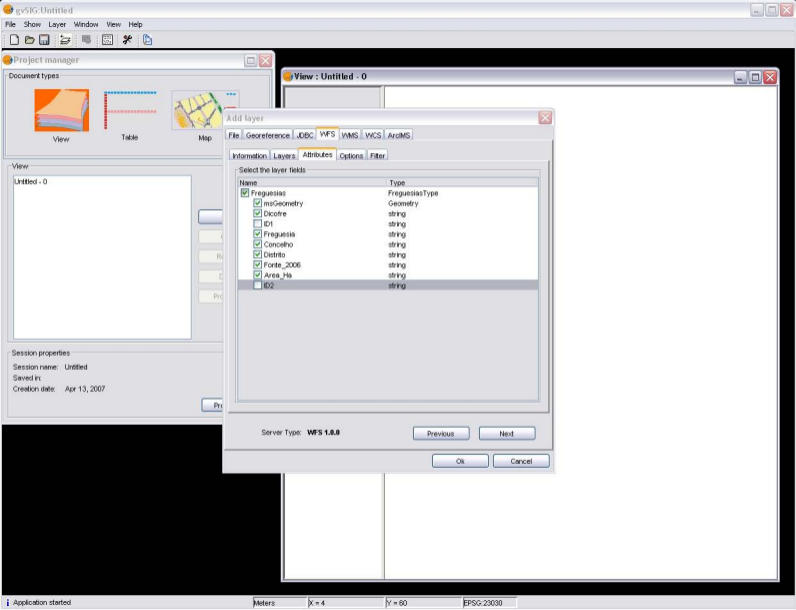 gvSIG:Untitled
File Show Layer Window View Help
Project manager
Document types
View
Table
Map
View
Untitled - 0
Session properties
Session name: Untitled
Saved in:
Creation date: Apr 13, 2007
View : Untitled - 0
Add layer
File Georeference JDBC WFS WMS WCS ArcIMS
Information Layers Attributes Options Filter
Select the layer fields
Name Type
Freguesias FreguesiasType
msGeometry Geometry
Dicofre string
ID1 string
Freguesia string
Concelho string
Distrito string
Fonte_2006 string
Area_Ha string
ID2 string
Server Type: WFS 1.0.0
Previous Next
Ok Cancel
Application started
Meters X = 4 Y = 60 EPSG:23030